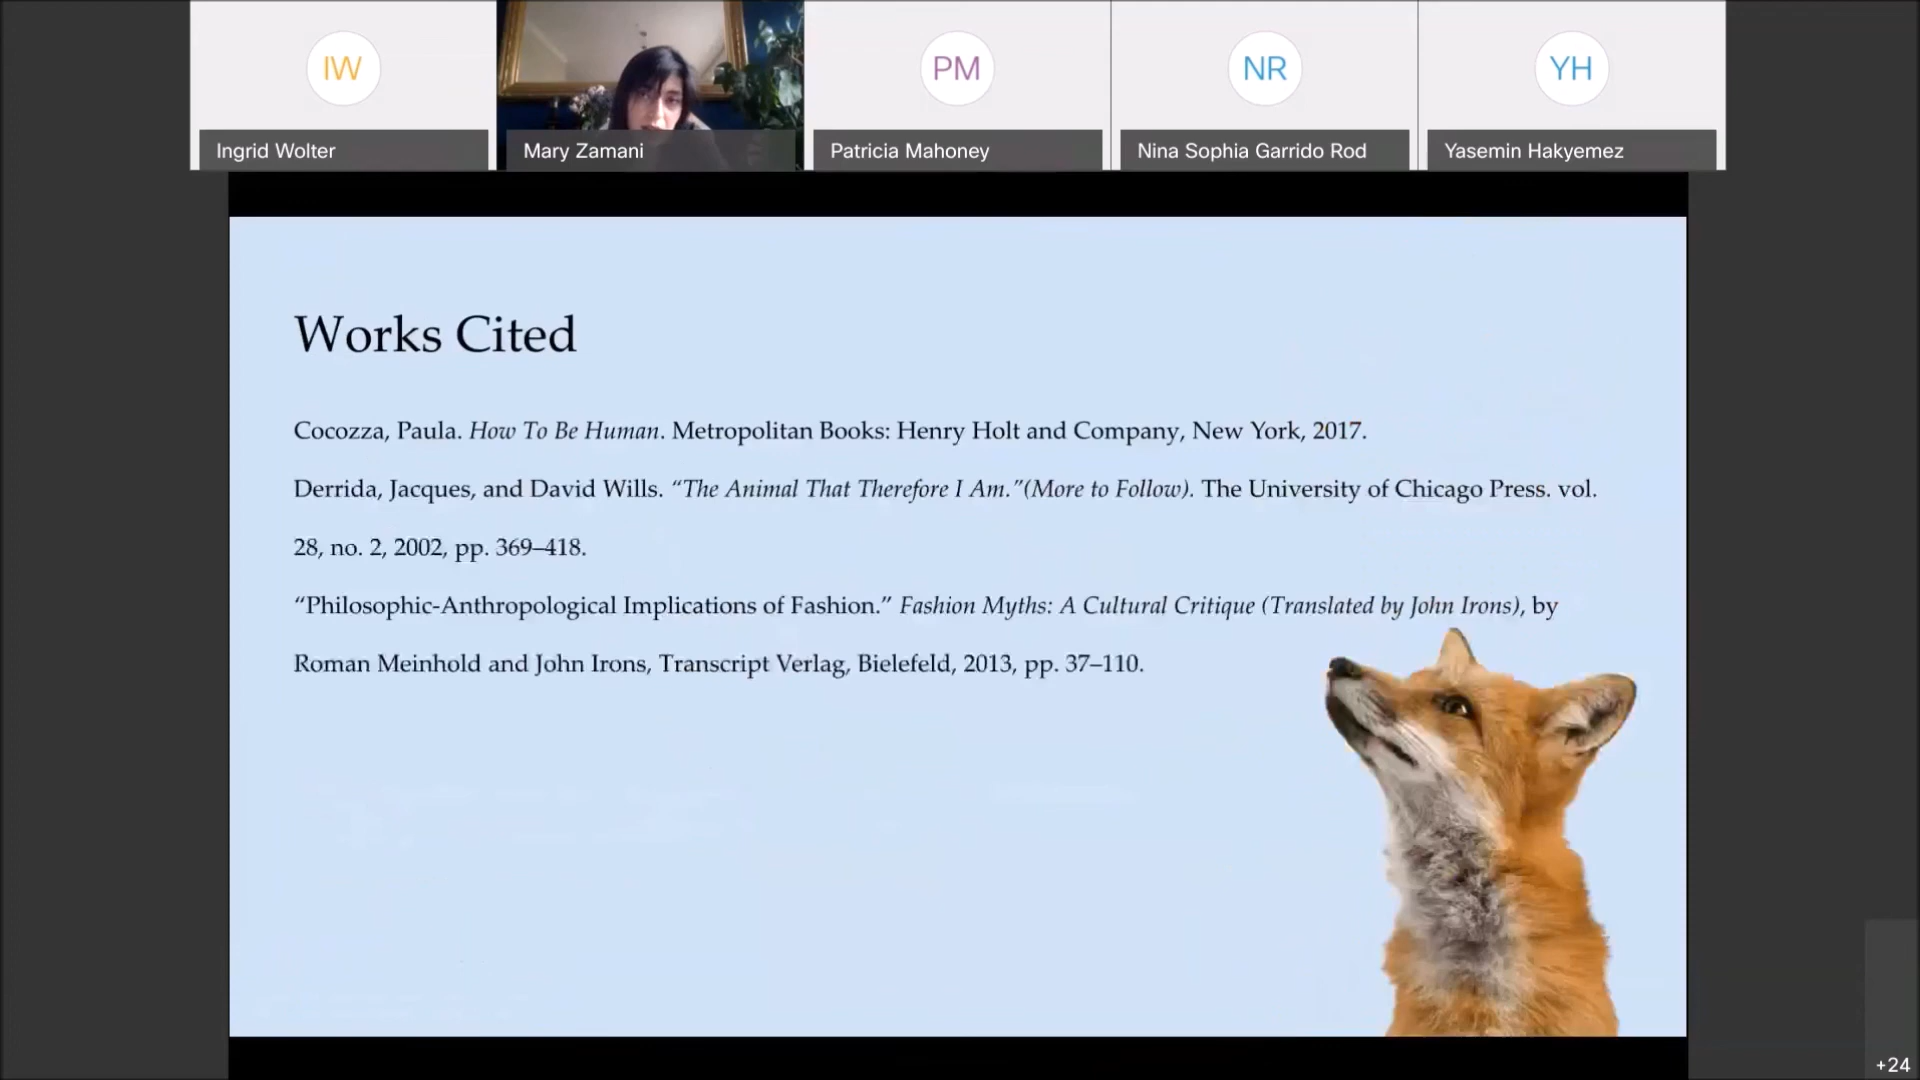 IW
Ingrid Wolter
Mary Zamani
PM
Patricia Mahoney
NR
Nina Sophia Garrido Rod
YH
Yasemin Hakyemez
Works Cited
Cocozza, Paula. How To Be Human. Metropolitan Books: Henry Holt and Company, New York, 2017.
Derrida, Jacques, and David Wills. “The Animal That Therefore I Am.”(More to Follow). The University of Chicago Press. vol.
28, no. 2, 2002, pp. 369–418.
“Philosophic-Anthropological Implications of Fashion.” Fashion Myths: A Cultural Critique (Translated by John Irons), by
Roman Meinhold and John Irons, Transcript Verlag, Bielefeld, 2013, pp. 37–110.
+24